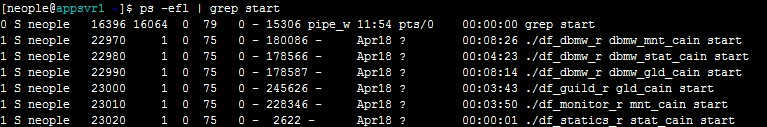 [neople@appsvr1 ~]$ ps -efl | grep start
0 S neople 16396 16064 0 79 0 - 15306 pipe_w 11:54 pts/0 00:00:00 grep start
1 S neople 22970 1 0 75 0 - 180086 - Apr18 ? 00:08:26 ./df_dbmw_r dbmw_mnt_cain start
1 S neople 22980 1 0 75 0 - 178566 - Apr18 ? 00:04:23 ./df_dbmw_r dbmw_stat_cain start
1 S neople 22990 1 0 75 0 - 178587 - Apr18 ? 00:08:14 ./df_dbmw_r dbmw_gld_cain start
1 S neople 23000 1 0 75 0 - 245626 - Apr18 ? 00:03:43 ./df_guild_r gld_cain start
1 S neople 23010 1 0 75 0 - 228346 - Apr18 ? 00:03:50 ./df_monitor_r mnt_cain start
1 S neople 23020 1 0 75 0 - 2622 - Apr18 ? 00:00:01 ./df_statics_r stat_cain start